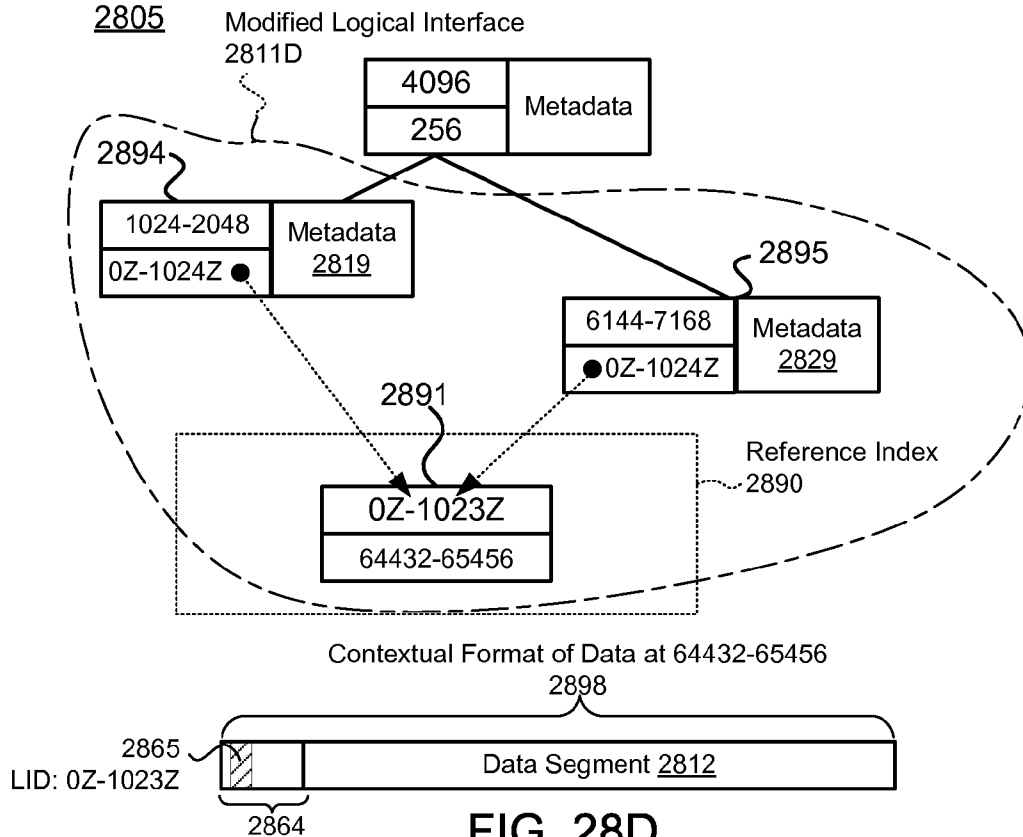 2805
Modified Logical Interface
2811D
4096
256
Metadata
2894
1024-2048
0Z-1024Z
Metadata
2819
2895
6144-7168
0Z-1024Z
Metadata
2829
2891
0Z-1023Z
64432-65456
Reference Index
2890
Contextual Format of Data at 64432-65456
2898
2865
LID: 0Z-1023Z
Data Segment 2812
2864
FIG. 28D